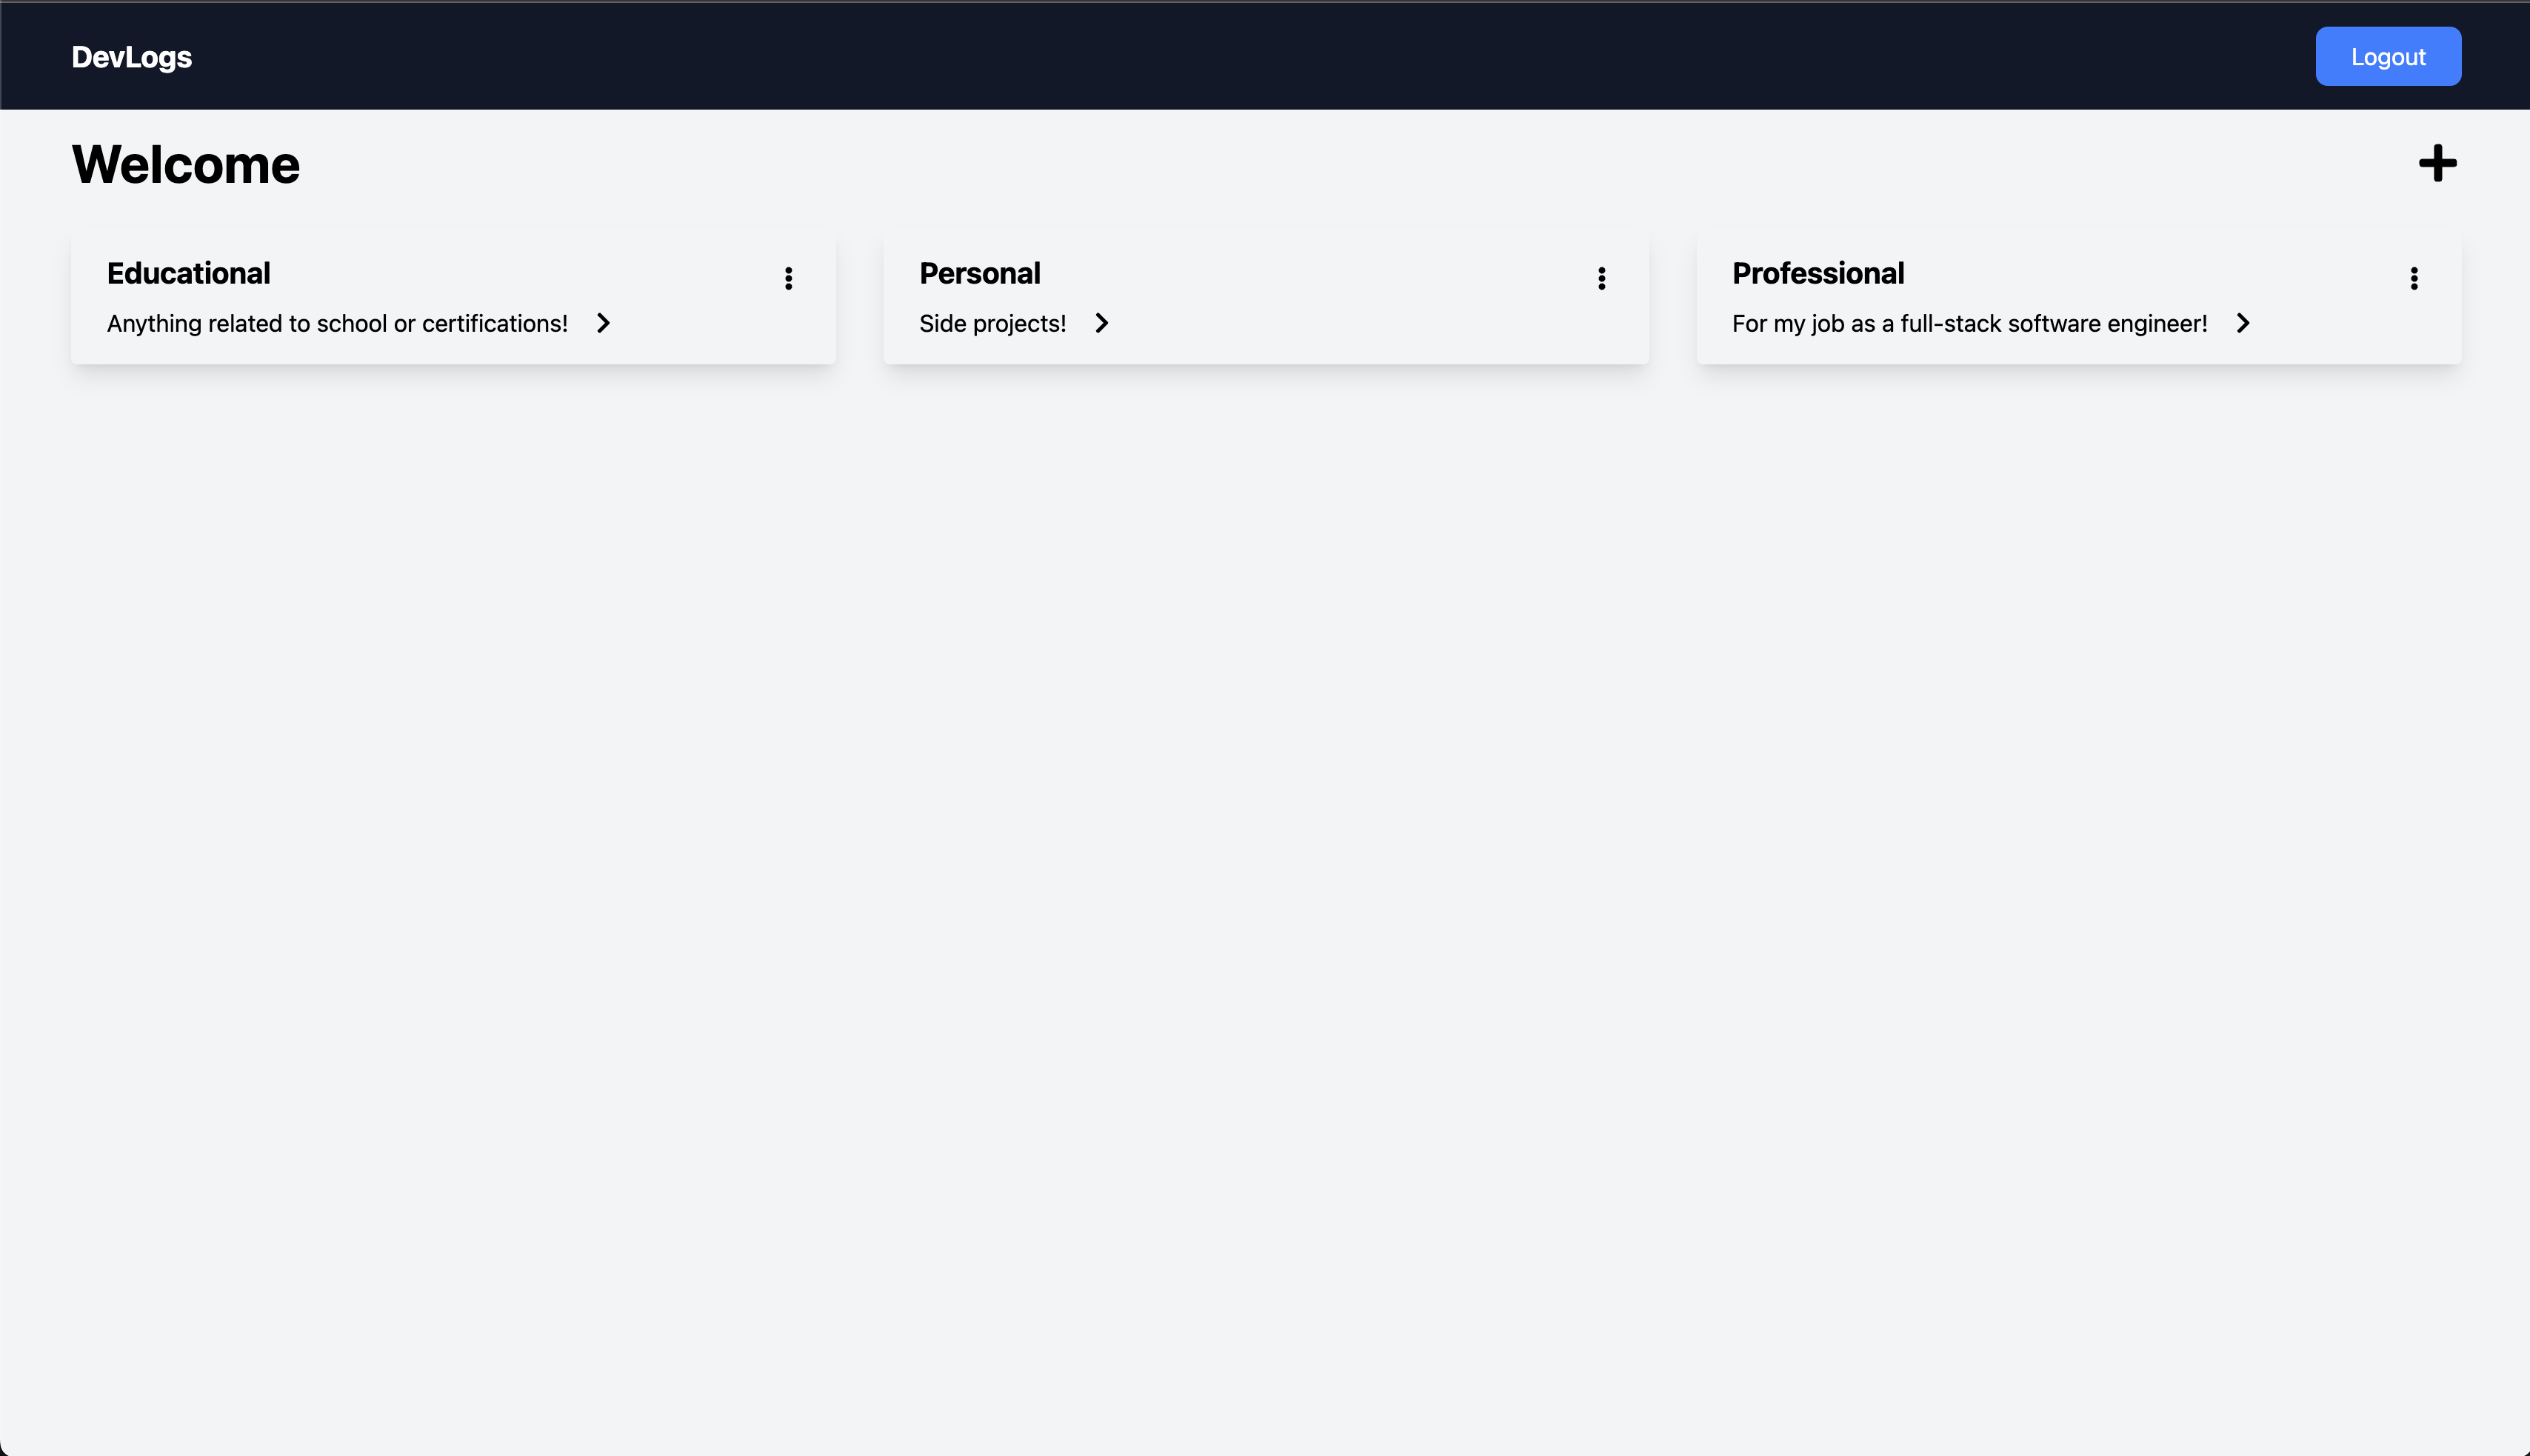 DevLogs
Logout
Welcome
Educational
Anything related to school or certifications!
Personal
Side projects!
Professional
For my job as a full-stack software engineer!